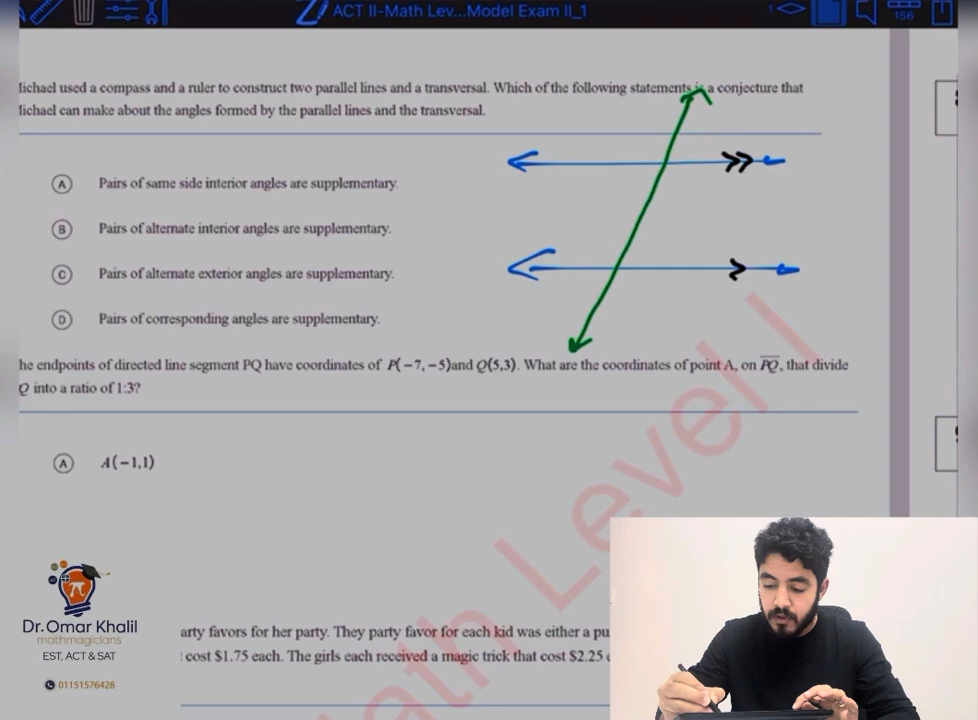 ACT II-Math Lev...Model Exam II_1
1
156
lichael used a compass and a ruler to construct two parallel lines and a transversal. Which of the following statements is a conjecture that
lichael can make about the angles formed by the parallel lines and the transversal.
A Pairs of same side interior angles are supplementary.
B Pairs of alternate interior angles are supplementary.
C Pairs of alternate exterior angles are supplementary.
D Pairs of corresponding angles are supplementary.
he endpoints of directed line segment PQ have coordinates of P(−7,−5)and Q(5,3). What are the coordinates of point A, on PQ, that divide
Q into a ratio of 1:3?
A A(−1,1)
ath Level I
Dr.Omar Khalil
mathmagicians
EST, ACT & SAT
01151576428
arty favors for her party. They party favor for each kid was either a pu
cost $1.75 each. The girls each received a magic trick that cost $2.25